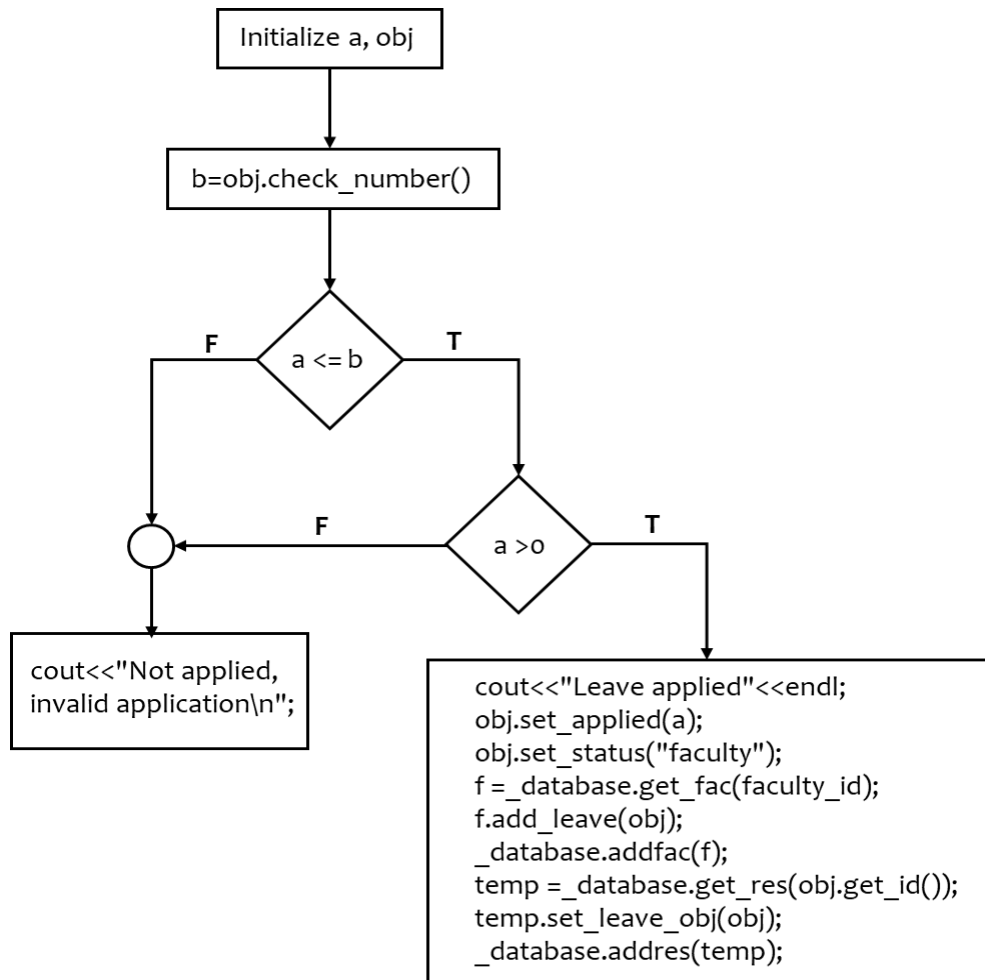 Initialize a, obj
b=obj.check_number()
F
T
a <= b
F
T
a >0
cout<<"Not applied,
invalid application\n";
cout<<"Leave applied"<<endl;
obj.set_applied(a);
obj.set_status("faculty");
f =_database.get_fac(faculty_id);
f.add_leave(obj);
_database.addfac(f);
temp =_database.get_res(obj.get_id());
temp.set_leave_obj(obj);
_database.addres(temp);